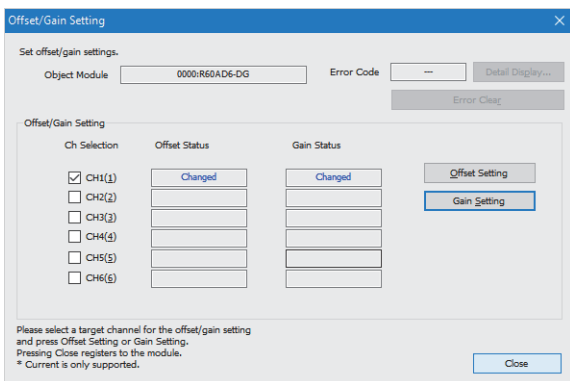 Offset/Gain Setting
Set offset/gain settings.
Object Module 0000:R60AD6-DG Error Code --- Detail Display...
Error Clear
Offset/Gain Setting
Ch Selection Offset Status Gain Status
CH1(1) Changed Changed Offset Setting
CH2(2) Gain Setting
CH3(3)
CH4(4)
CH5(5)
CH6(6)
Please select a target channel for the offset/gain setting
and press Offset Setting or Gain Setting.
Pressing Close registers to the module.
* Current is only supported.
Close